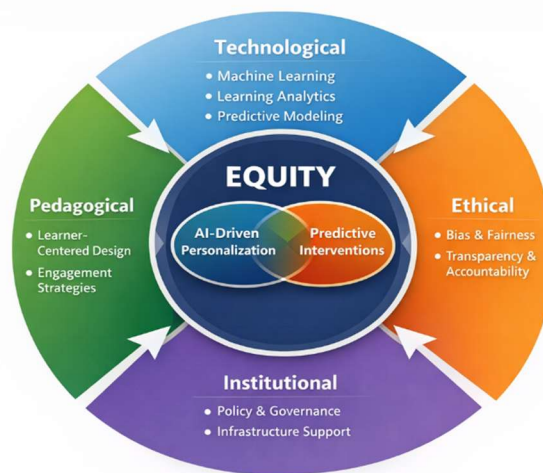 Technological
• Machine Learning
• Learning Analytics
• Predictive Modeling
EQUITY
AI-Driven
Personalization
Predictive
Interventions
Pedagogical
• Learner-
Centered Design
• Engagement
Strategies
Ethical
• Bias & Fairness
• Transparency &
Accountability
Institutional
• Policy & Governance
• Infrastructure Support